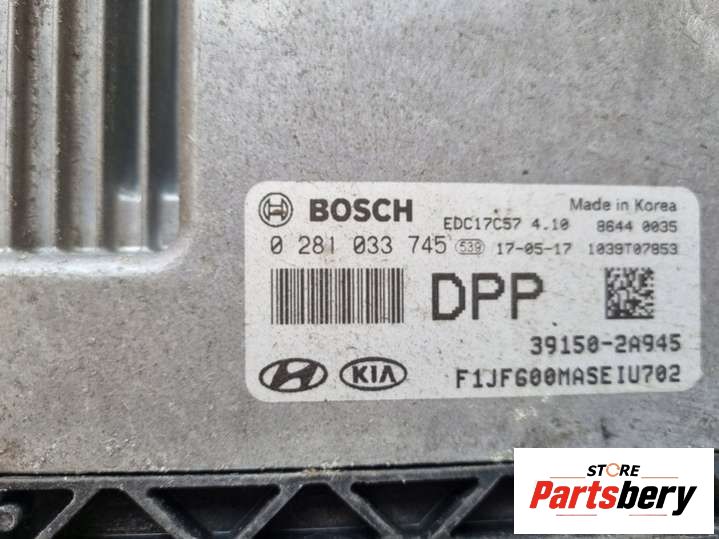 BOSCH EDC17C57 4.10 Made in Korea 8644 0035
0 281 033 745 539 17-05-17 1039T07853
DPP
39150-2A945
HYUNDAI KIA F1JF600MASEIU702
STORE
Partsbery